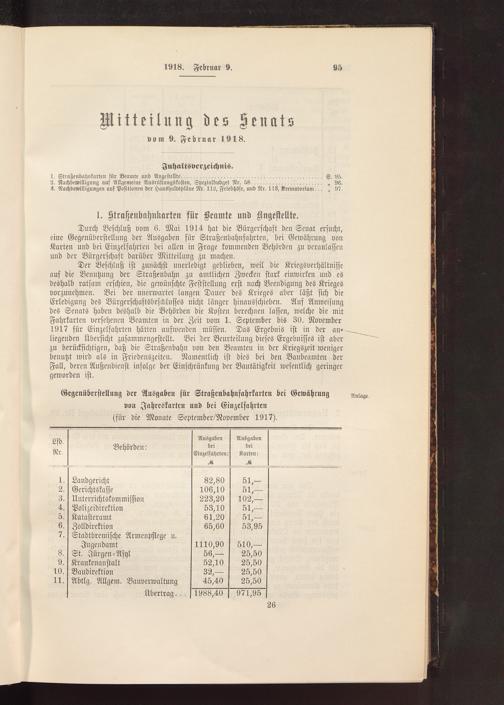 1918. Februar 9. 95
Mitteilung des Senats
vom 9. Februar 1918.
Inhaltsverzeichnis.
1. Straßenbahnkarten für Beamte und Angestellte S. 95.
2. Nachbewilligung auf Allgemeine Ausrüstungskosten, Spezialbudget Nr. 58 „ 96.
3. Nachbewilligungen auf Positionen der Haushaltspläne Nr. 112, Friedhöfe, und Nr. 113, Krematorium „ 97.
1. Straßenbahnkarten für Beamte und Angestellte.
Durch Beschluß vom 6. Mai 1914 hat die Bürgerschaft den Senat ersucht,
eine Gegenüberstellung der Ausgaben für Straßenbahnfahrten, bei Gewährung von
Karten und bei Einzelfahrten bei allen in Frage kommenden Behörden zu veranlassen
und der Bürgerschaft darüber Mitteilung zu machen.
Der Beschluß ist zunächst unerledigt geblieben, weil die Kriegsverhältnisse
auf die Benutzung der Straßenbahn zu amtlichen Zwecken stark einwirken und es
deshalb ratsam erschien, die gewünschte Feststellung erst nach Beendigung des Krieges
vorzunehmen. Bei der unerwartet langen Dauer des Krieges aber läßt sich die
Erledigung des Bürgerschaftsbeschlusses nicht länger hinausschieben. Auf Anweisung
des Senats haben deshalb die Behörden die Kosten berechnen lassen, welche die mit
Fahrkarten versehenen Beamten in der Zeit vom 1. September bis 30. November
1917 für Einzelfahrten hätten aufwenden müssen. Das Ergebnis ist in der an-
liegenden Übersicht zusammengestellt. Bei der Beurteilung dieses Ergebnisses ist aber
zu berücksichtigen, daß die Straßenbahn von den Beamten in der Kriegszeit weniger
benutzt wird als in Friedenszeiten. Namentlich ist dies bei den Baubeamten der
Fall, deren Außendienst infolge der Einschränkung der Bautätigkeit wesentlich geringer
geworden ist.
Gegenüberstellung der Ausgaben für Straßenbahnfahrkarten bei Gewährung Anlage.
von Jahreskarten und bei Einzelfahrten
(für die Monate September/November 1917).
Lfd. Nr. Behörden: Ausgaben bei Einzelfahrten: ℳ Ausgaben bei Karten: ℳ
1. Landgericht 82,80 51,—
2. Gerichtskasse 106,10 51,—
3. Unterrichtskommission 223,20 102,—
4. Polizeidirektion 53,10 51,—
5. Katasteramt 61,20 51,—
6. Zolldirektion 65,60 53,95
7. Stadtbremische Armenpflege u.
Jugendamt 1110,90 510,—
8. St. Jürgen-Asyl 56,— 25,50
9. Krankenanstalt 52,10 25,50
10. Baudirektion 32,— 25,50
11. Abtlg. Allgem. Bauverwaltung 45,40 25,50
Übertrag... 1988,40 971,95
26